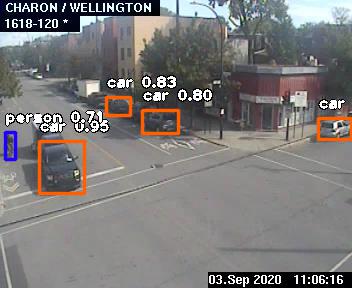 CHARON / WELLINGTON
1618-120 *
car 0.83
car 0.80
car
person 0.71
car 0.95
03.Sep 2020 11:06:16